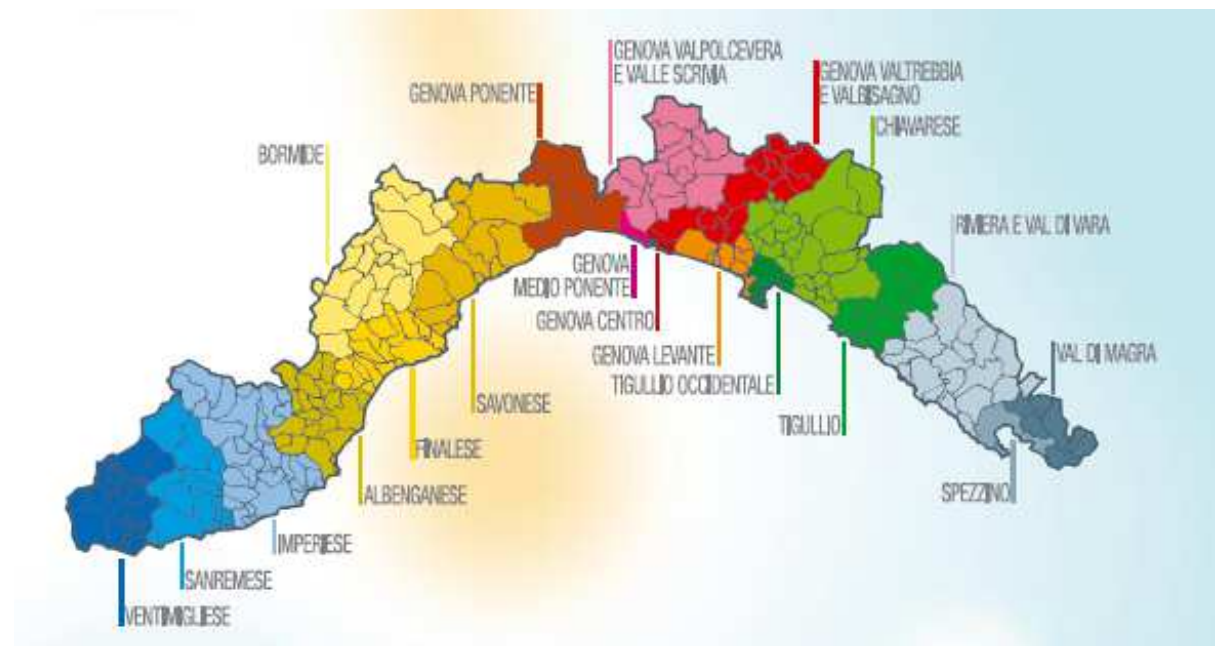 GENOVA VALPOLCEVERA
E VALLE SCRIVIA
GENOVA VALTREBBIA
E VALBISAGNO
GENOVA PONENTE
CHIAVARESE
BORMIDE
RIVIERA E VAL DI VARA
GENOVA
MEDIO PONENTE
GENOVA CENTRO
GENOVA LEVANTE
TIGULLIO OCCIDENTALE
VAL DI MAGRA
SAVONESE
TIGULLIO
FINALESE
ALBENGANESE
SPEZZINO
IMPERIESE
SANREMESE
VENTIMIGLIESE